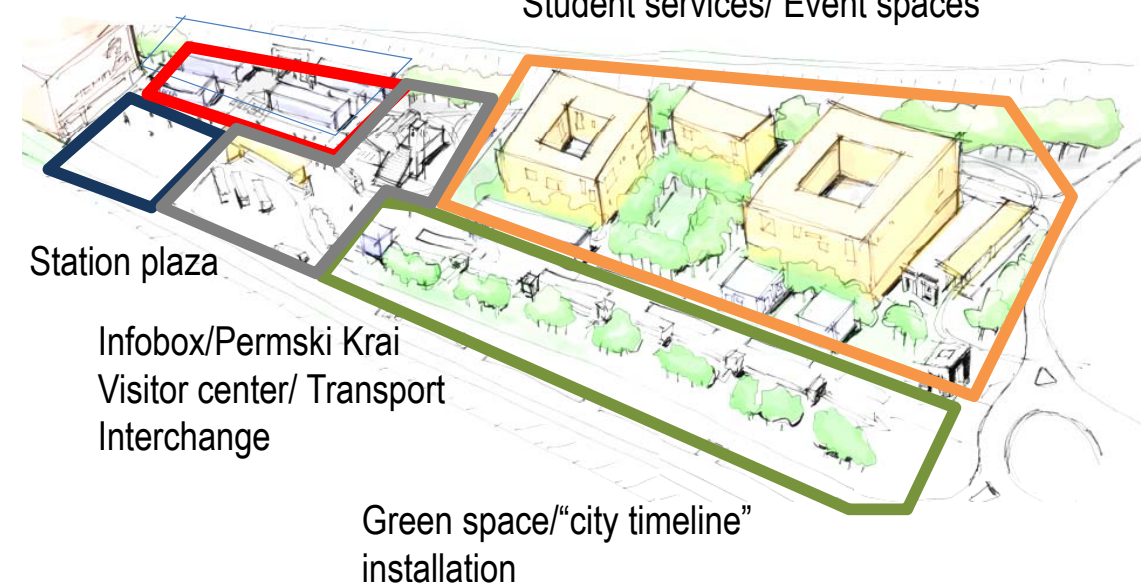 Student services/ Event spaces
Station plaza
Infobox/Permski Krai
Visitor center/ Transport
Interchange
Green space/“city timeline”
installation